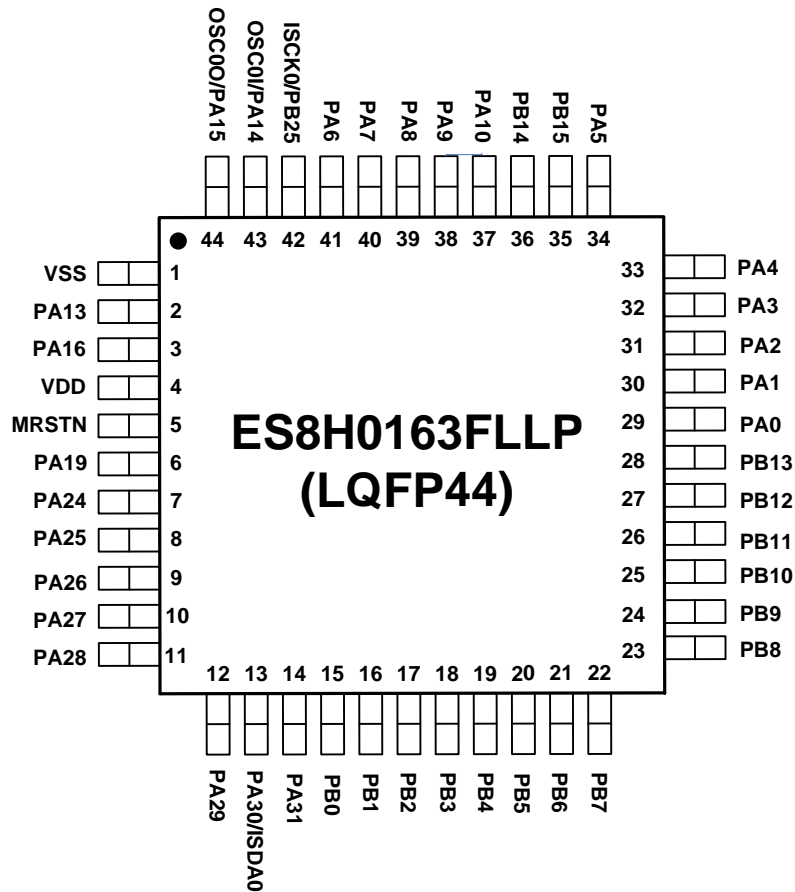 OSC0O/PA15
OSC0I/PA14
ISCK0/PB25
PA6
PA7
PA8
PA9
PA10
PB14
PB15
PA5
44 43 42 41 40 39 38 37 36 35 34
VSS 1
PA13 2
PA16 3
VDD 4
MRSTN 5
PA19 6
PA24 7
PA25 8
PA26 9
PA27 10
PA28 11
ES8H0163FLLP
(LQFP44)
33 PA4
32 PA3
31 PA2
30 PA1
29 PA0
28 PB13
27 PB12
26 PB11
25 PB10
24 PB9
23 PB8
12 13 14 15 16 17 18 19 20 21 22
PA29
PA30/ISDA0
PA31
PB0
PB1
PB2
PB3
PB4
PB5
PB6
PB7